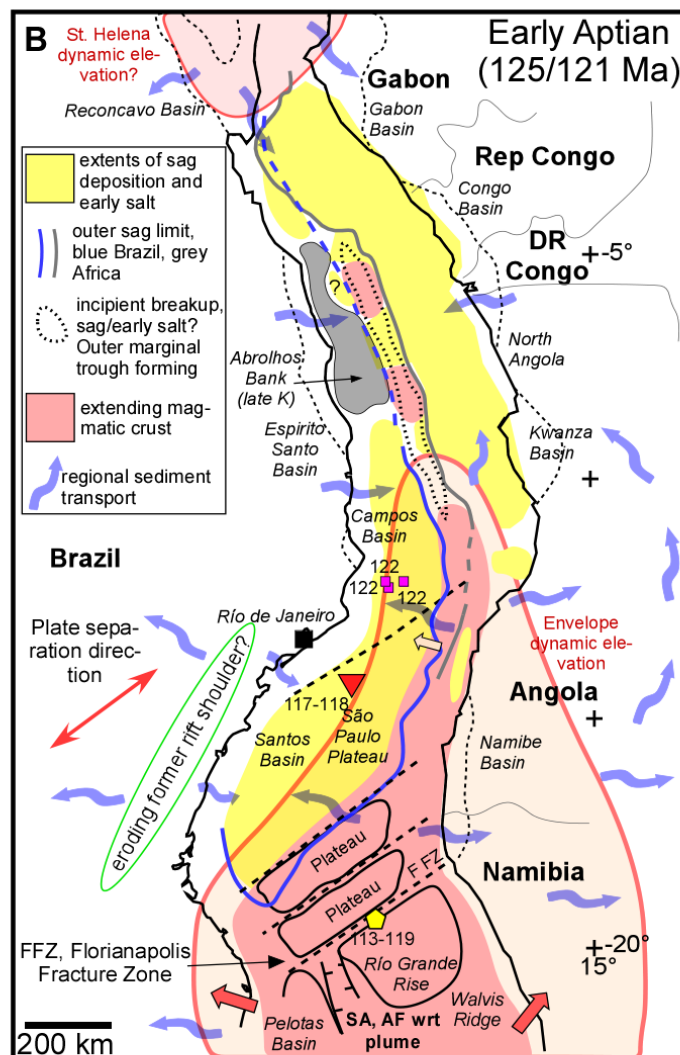 B
Early Aptian
(125/121 Ma)
St. Helena
dynamic ele-
vation?
Gabon
Reconcavo Basin
Gabon
Basin
Rep Congo
Congo
Basin
DR
Congo
-5°
extents of sag
deposition and
early salt
outer sag limit,
blue Brazil, grey
Africa
incipient breakup,
sag/early salt?
Outer marginal
trough forming
extending mag-
matic crust
regional sediment
transport
?
North
Angola
Abrolhos
Bank
(late K)
Espirito
Santo
Basin
Kwanza
Basin
Campos
Basin
Brazil
122
122
122
Río de Janeiro
Plate sepa-
ration direc-
tion
Envelope
dynamic ele-
vation
Angola
117-118
São
Paulo
Plateau
Santos
Basin
eroding former rift shoulder?
Namibe
Basin
Plateau
Plateau
F FZ
Namibia
113-119
FFZ, Florianapolis
Fracture Zone
Río Grande
Rise
-20°
15°
Pelotas
Basin
SA, AF wrt
plume
Walvis
Ridge
200 km